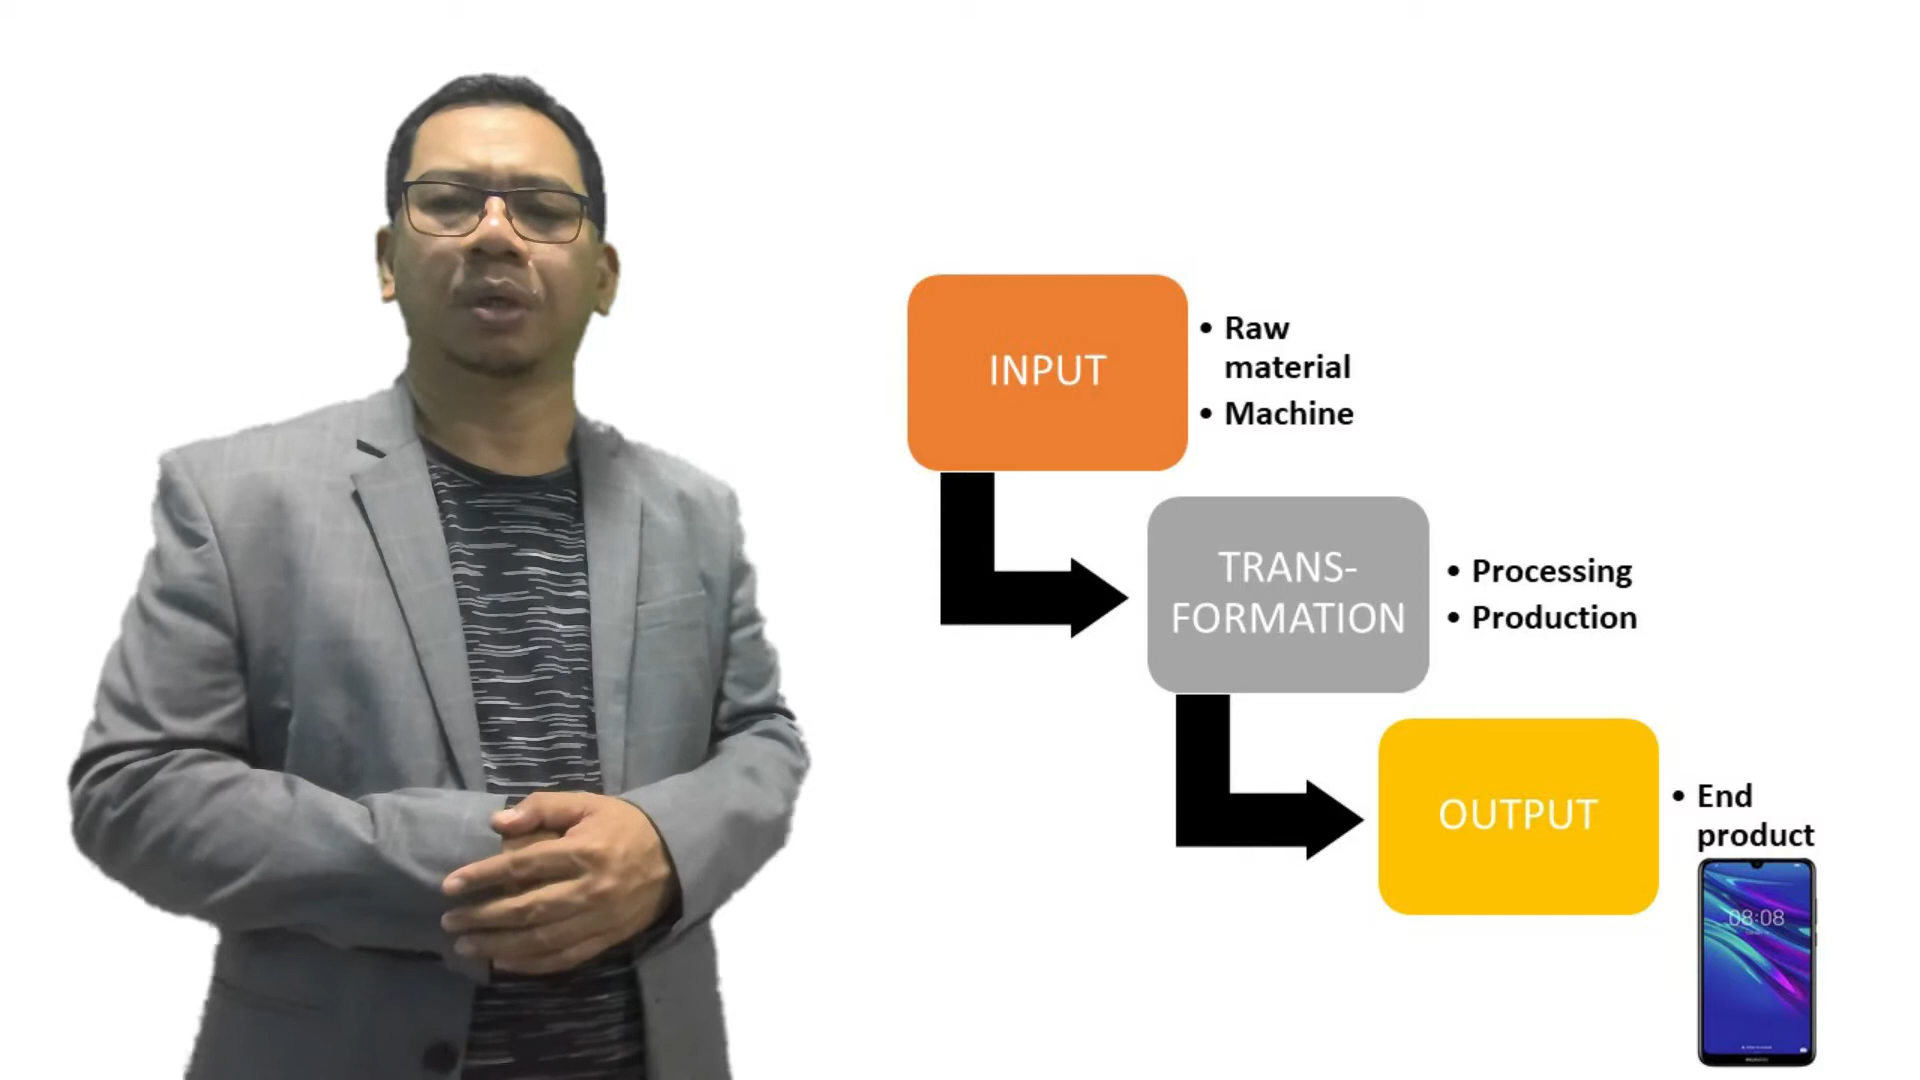 INPUT
• Raw
material
• Machine
TRANS-
FORMATION
• Processing
• Production
OUTPUT
• End
product
08:08